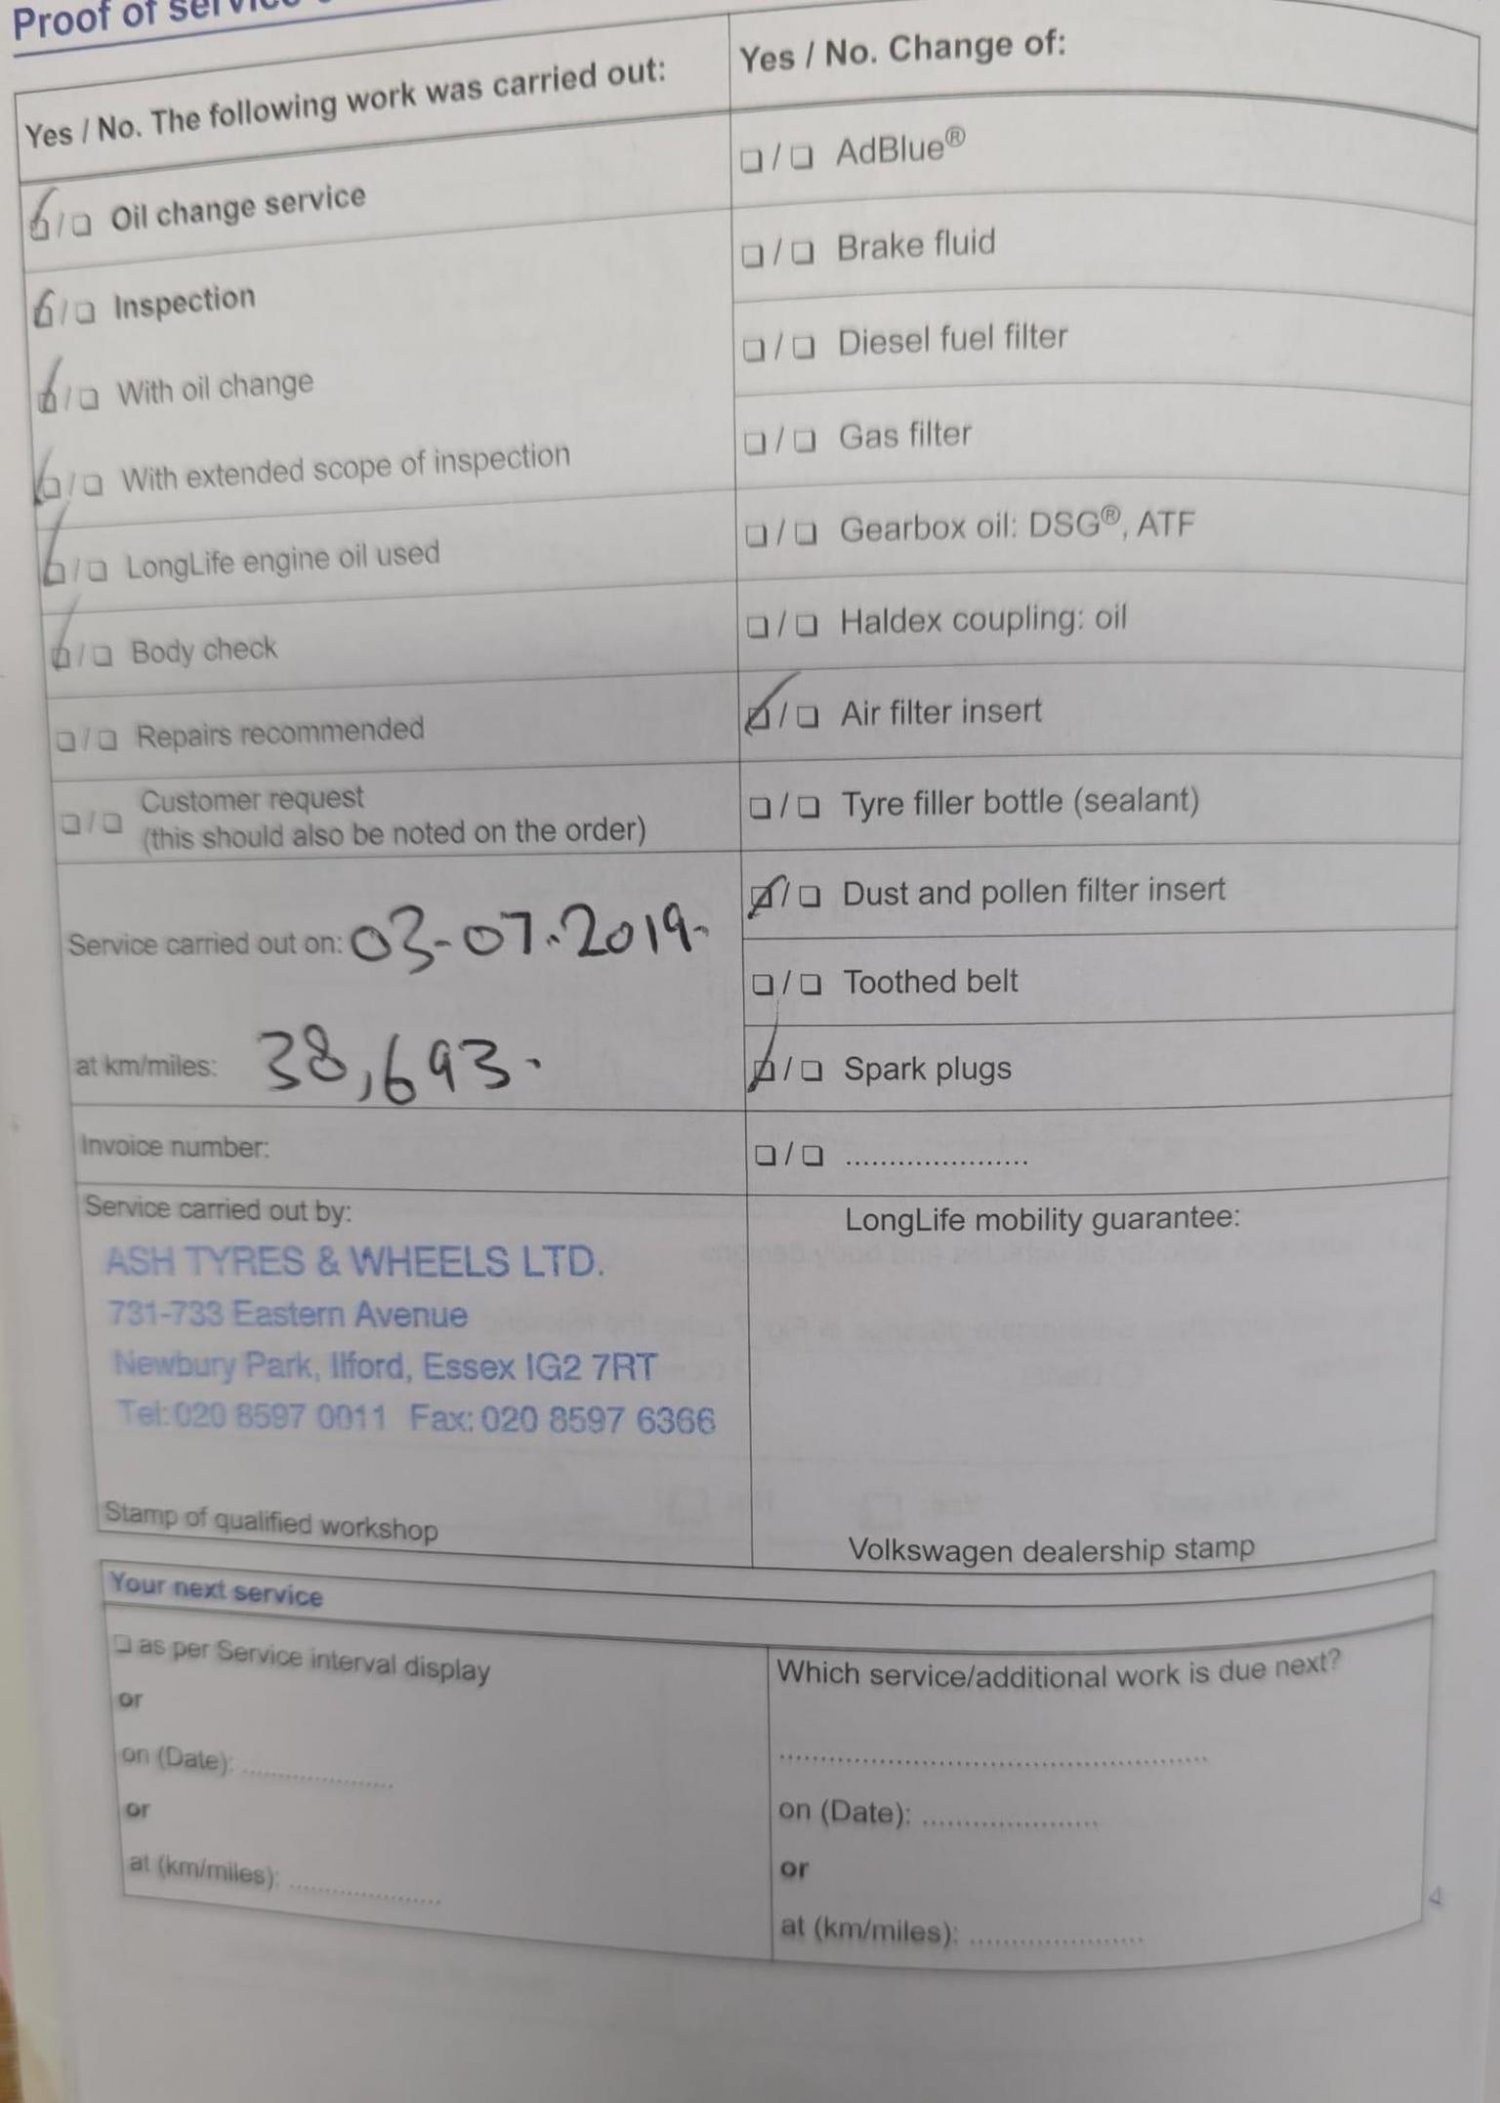 Proof of service
Yes / No. The following work was carried out:
Oil change service
Inspection
With oil change
With extended scope of inspection
LongLife engine oil used
Body check
Repairs recommended
Customer request
(this should also be noted on the order)
Service carried out on: 03-07.2019.
at km/miles: 38,693.
Invoice number:
Service carried out by:
ASH TYRES & WHEELS LTD.
731-733 Eastern Avenue
Newbury Park, Ilford, Essex IG2 7RT
Tel: 020 8597 0011 Fax: 020 8597 6366
Stamp of qualified workshop
Yes / No. Change of:
AdBlue®
Brake fluid
Diesel fuel filter
Gas filter
Gearbox oil: DSG®, ATF
Haldex coupling: oil
Air filter insert
Tyre filler bottle (sealant)
Dust and pollen filter insert
Toothed belt
Spark plugs
.....................
LongLife mobility guarantee:
Volkswagen dealership stamp
Your next service
as per Service interval display
or
on (Date): ..................
or
at (km/miles): ..................
Which service/additional work is due next?
..................................................
on (Date): .....................
or
at (km/miles): .....................
4